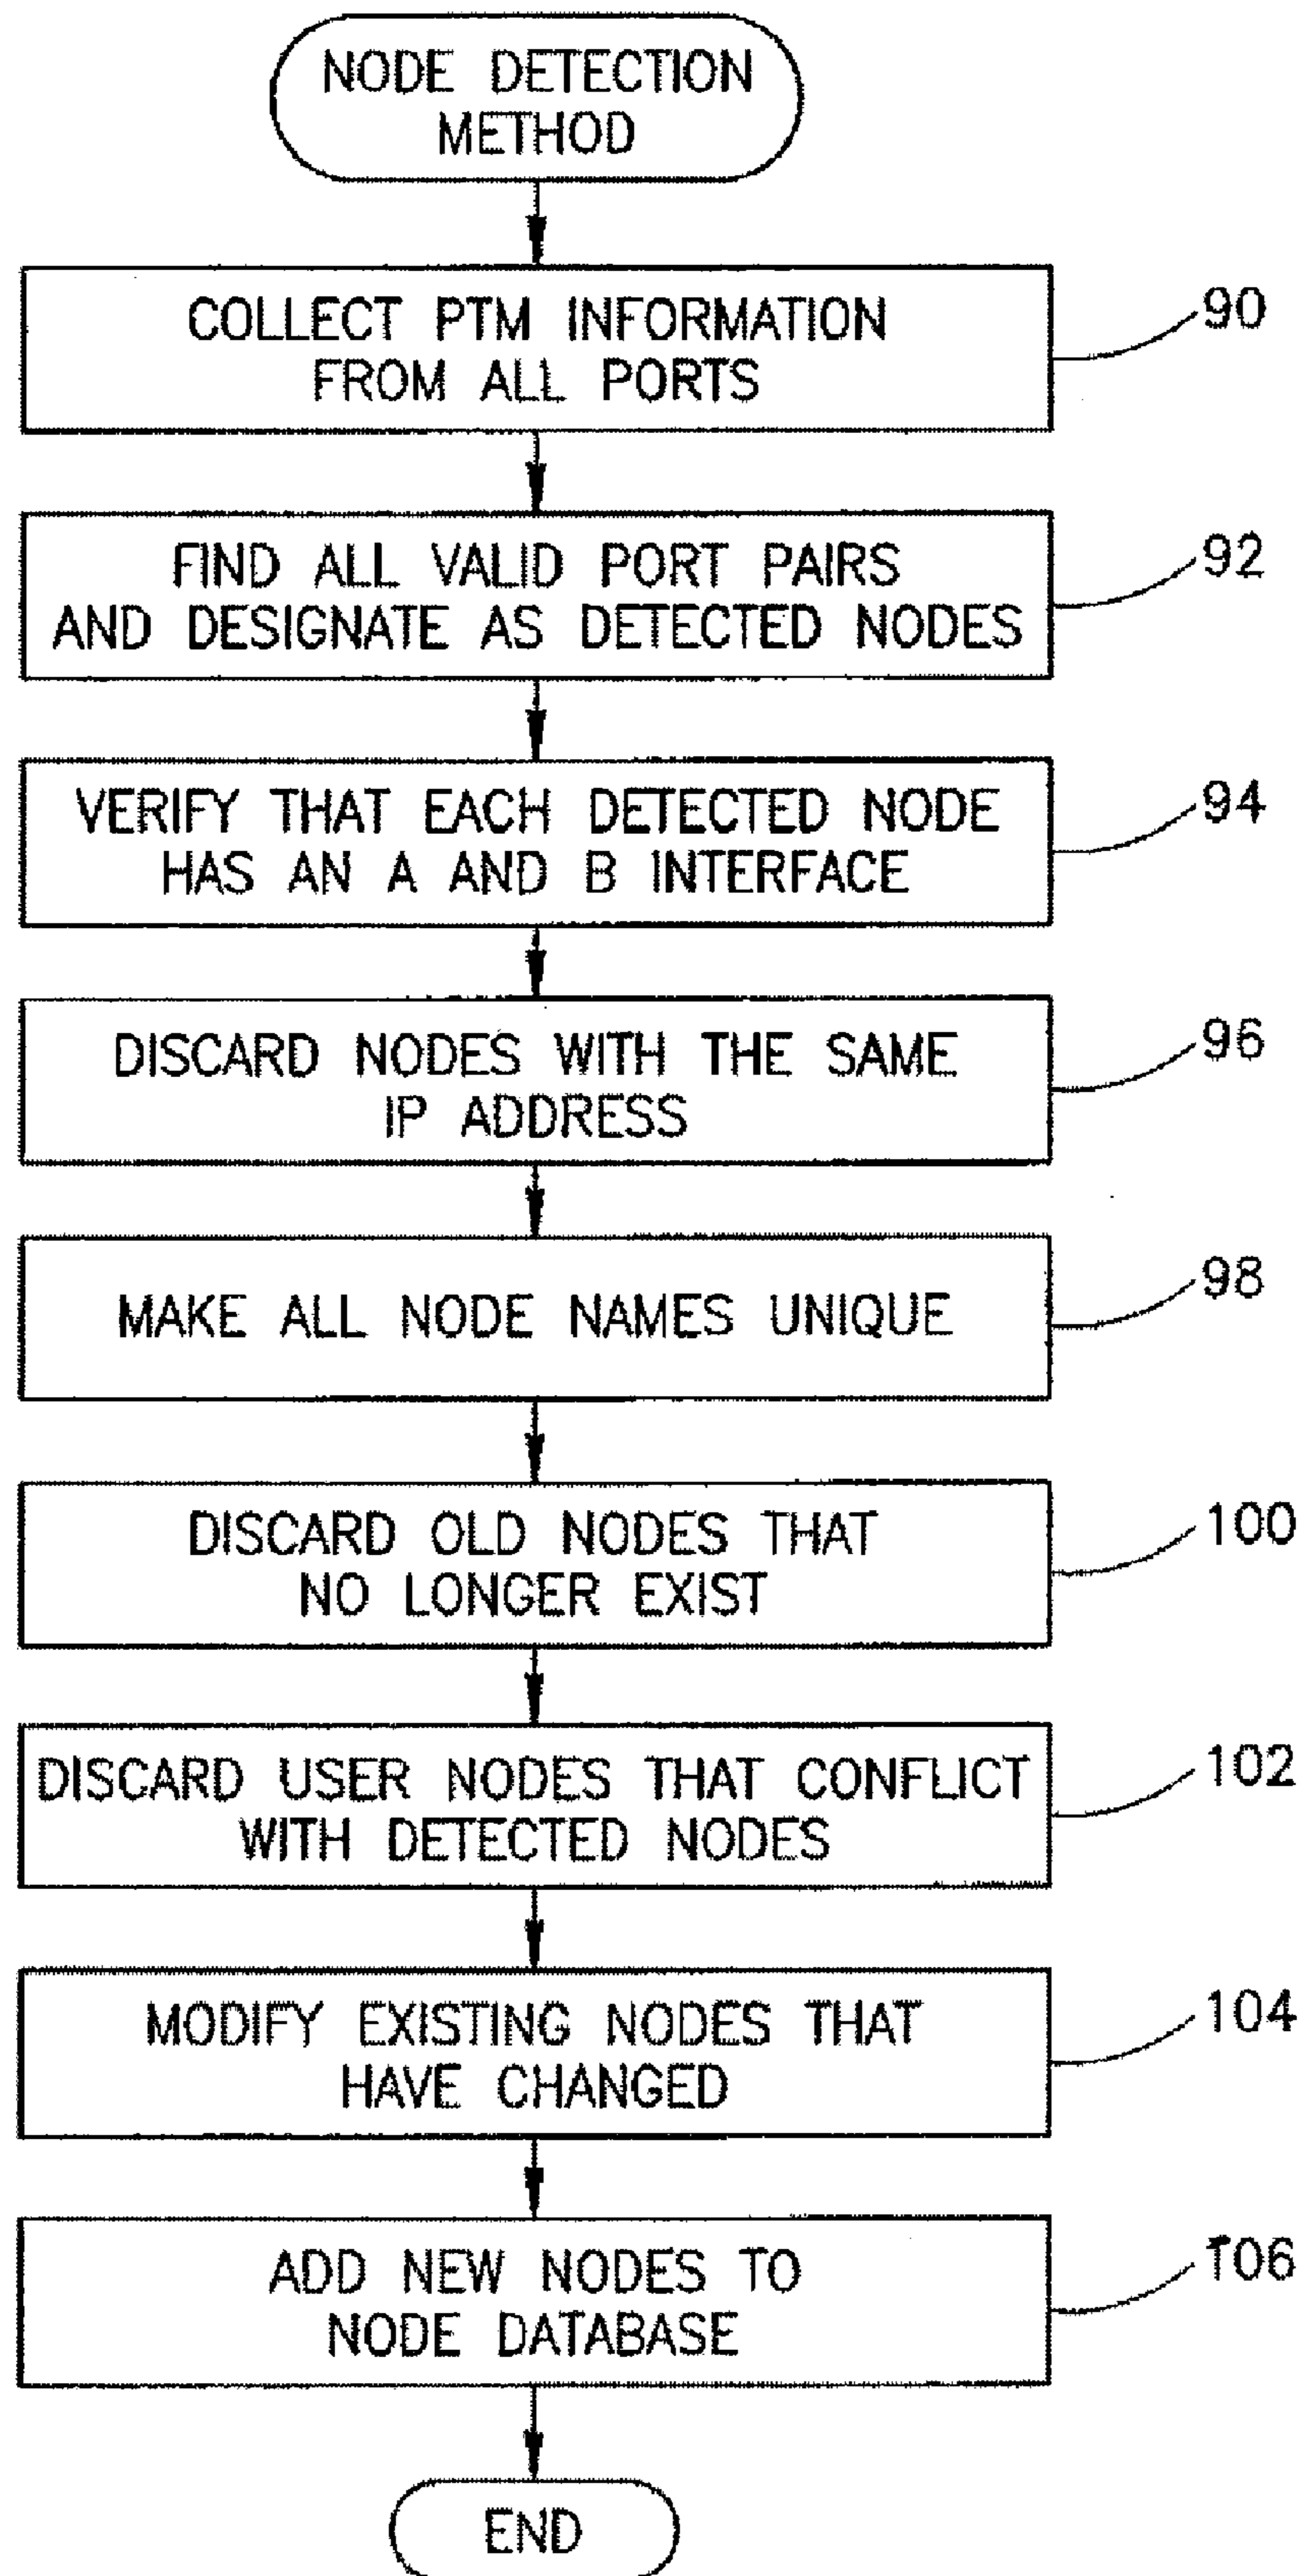 NODE DETECTION
METHOD
COLLECT PTM INFORMATION
FROM ALL PORTS
90
FIND ALL VALID PORT PAIRS
AND DESIGNATE AS DETECTED NODES
92
VERIFY THAT EACH DETECTED NODE
HAS AN A AND B INTERFACE
94
DISCARD NODES WITH THE SAME
IP ADDRESS
96
MAKE ALL NODE NAMES UNIQUE
98
DISCARD OLD NODES THAT
NO LONGER EXIST
100
DISCARD USER NODES THAT CONFLICT
WITH DETECTED NODES
102
MODIFY EXISTING NODES THAT
HAVE CHANGED
104
ADD NEW NODES TO
NODE DATABASE
106
END